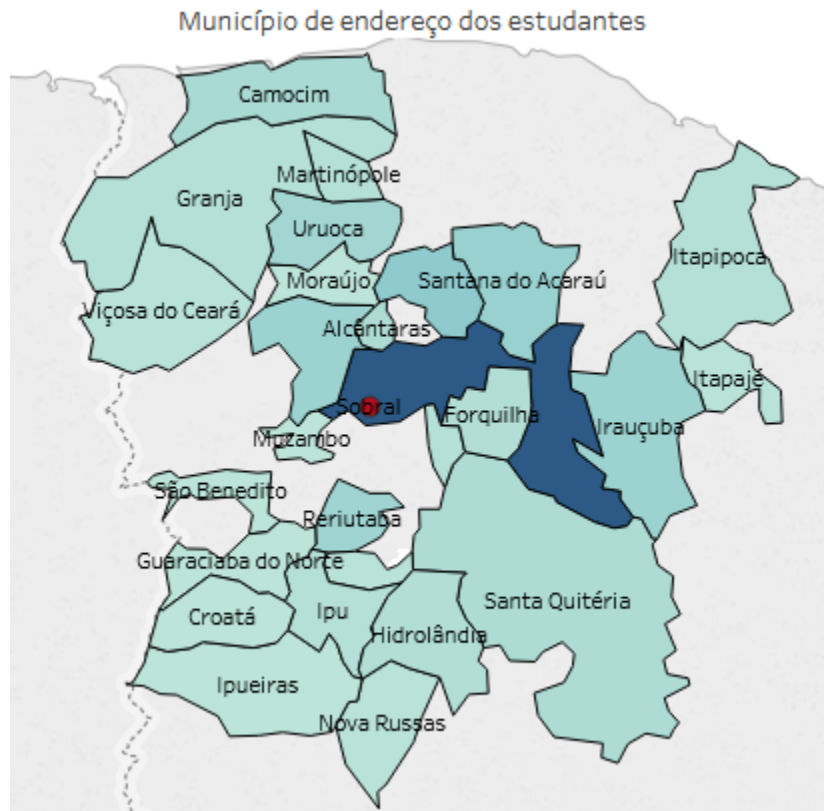 Município de endereço dos estudantes
Camocim
Martinópole
Granja
Uruoca
Itapipoca
Moraújo
Santana do Acaraú
Viçosa do Ceará
Alcântaras
Itapajé
Sobral
Forquilha
Irauçuba
Mucambo
São Benedito
Reriutaba
Guaraciaba do Norte
Santa Quitéria
Croatá
Ipu
Hidrolândia
Ipueiras
Nova Russas